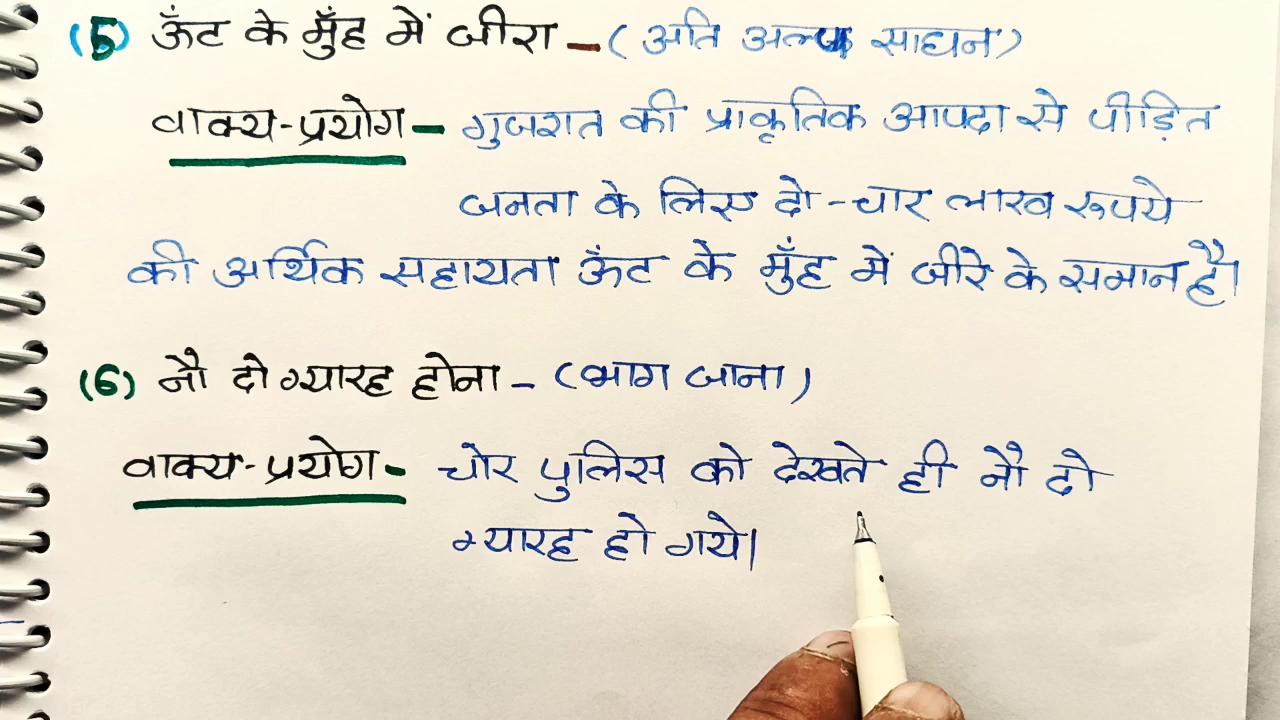 (5) ऊँट के मुँह में जीरा - (अति अल्प साधन)
वाक्य-प्रयोग - गुजरात की प्राकृतिक आपदा से पीड़ित
जनता के लिए दो-चार लाख रूपये
की आर्थिक सहायता ऊँट के मुँह में जीरे के समान है।
(6) नौ दो ग्यारह होना - (भाग जाना)
वाक्य-प्रयोग - चोर पुलिस को देखते ही नौ दो
ग्यारह हो गये।